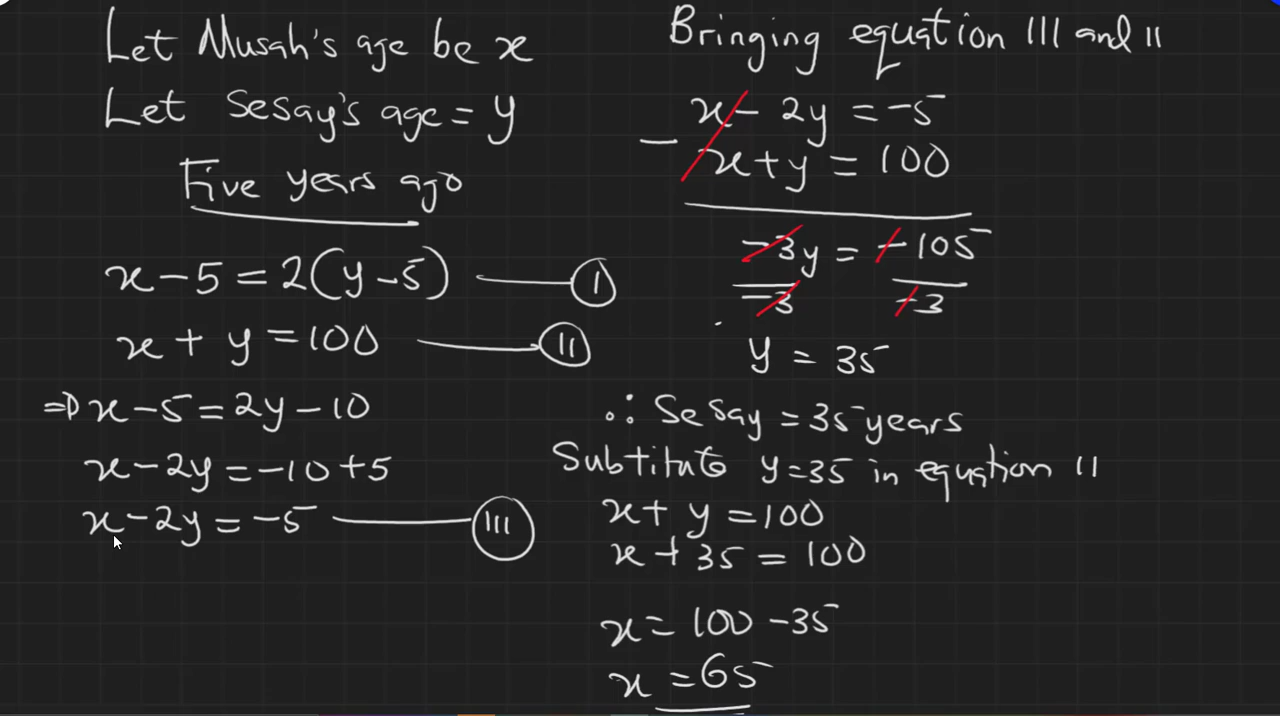 Let Musah's age be x
Let Sesay's age = y
Five years ago
x - 5 = 2(y - 5) —— I
x + y = 100 —— II
⇒ x - 5 = 2y - 10
x - 2y = -10 + 5
x - 2y = -5 —— III
Bringing equation III and II
x - 2y = -5
- x + y = 100
-3y = -105
-3 -3
y = 35
∴ Sesay = 35 years
Substitute y = 35 in equation II
x + y = 100
x + 35 = 100
x = 100 - 35
x = 65